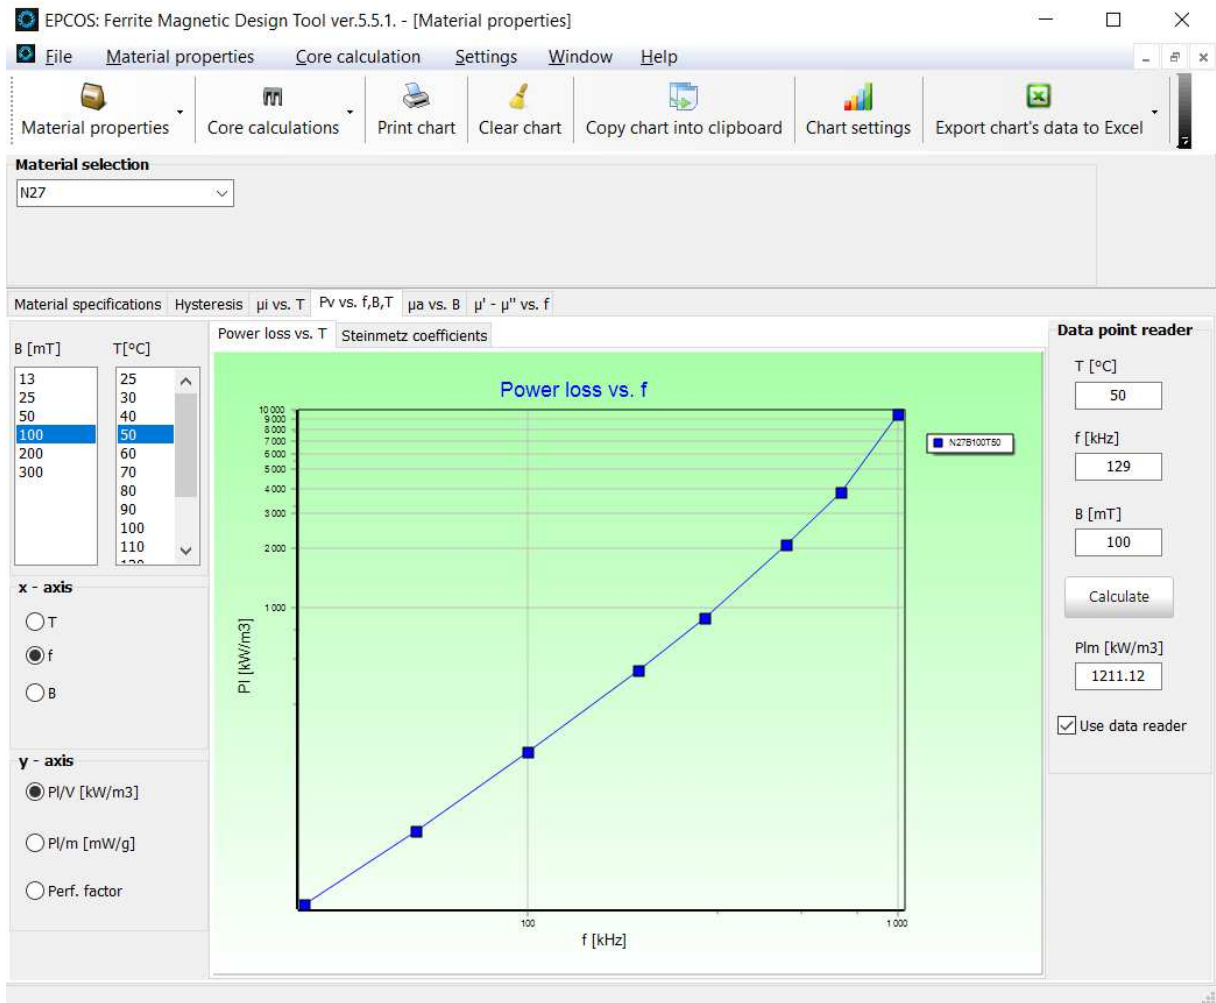 EPCOS: Ferrite Magnetic Design Tool ver.5.5.1. - [Material properties]
File Material properties Core calculation Settings Window Help
Material properties Core calculations Print chart Clear chart Copy chart into clipboard Chart settings Export chart's data to Excel
Material selection
N27
Material specifications Hysteresis µi vs. T Pv vs. f,B,T µa vs. B µ' - µ'' vs. f
B [mT] T[°C]
13
25
50
100
200
300
25
30
40
50
60
70
80
90
100
110
120
x - axis
T
f
B
y - axis
Pl/V [kW/m3]
Pl/m [mW/g]
Perf. factor
Power loss vs. T Steinmetz coefficients
Power loss vs. f
10 000
9 000
8 000
7 000
6 000
5 000
4 000
3 000
2 000
1 000
Pl [kW/m3]
100 1 000
f [kHz]
N27B100T50
Data point reader
T [°C]
50
f [kHz]
129
B [mT]
100
Calculate
Plm [kW/m3]
1211.12
Use data reader